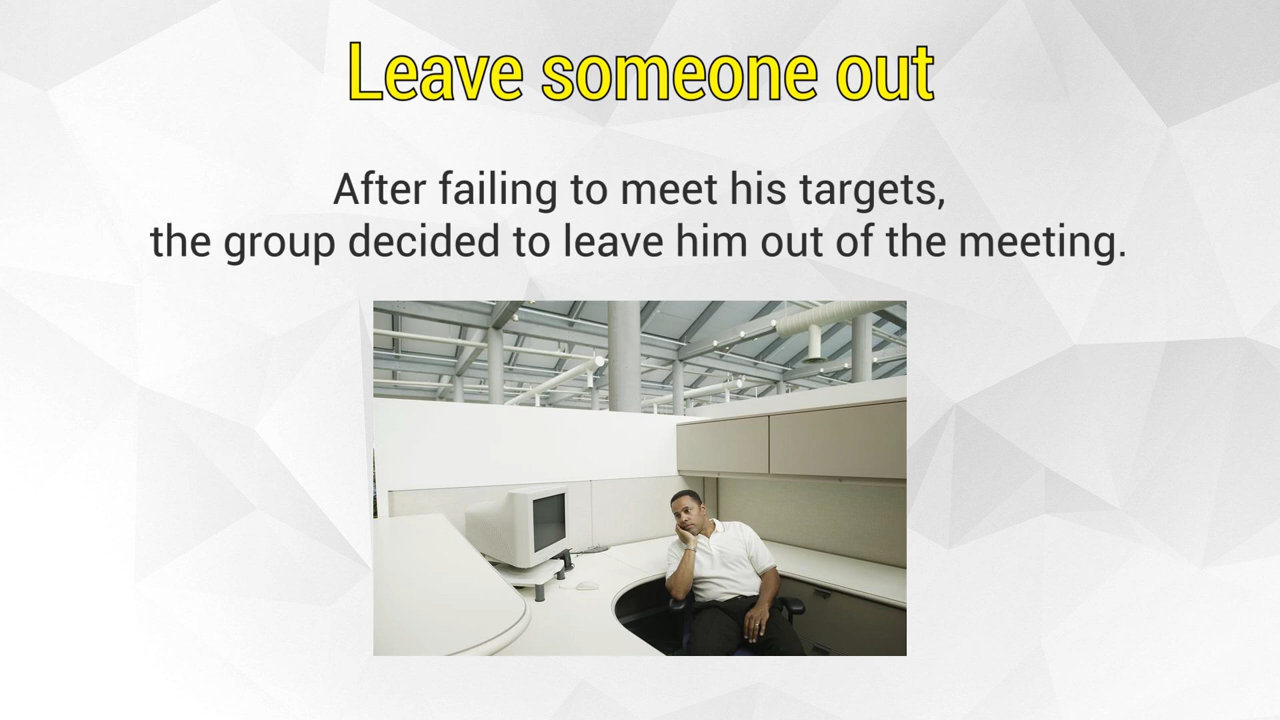 Leave someone out
After failing to meet his targets,
the group decided to leave him out of the meeting.